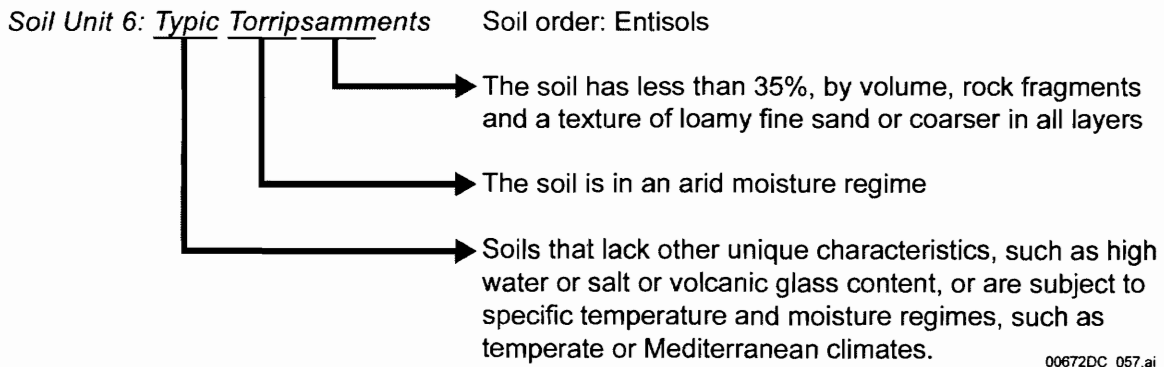 Soil Unit 6: Typic Torripsamments Soil order: Entisols
The soil has less than 35%, by volume, rock fragments
and a texture of loamy fine sand or coarser in all layers
The soil is in an arid moisture regime
Soils that lack other unique characteristics, such as high
water or salt or volcanic glass content, or are subject to
specific temperature and moisture regimes, such as
temperate or Mediterranean climates.
00672DC_057.ai